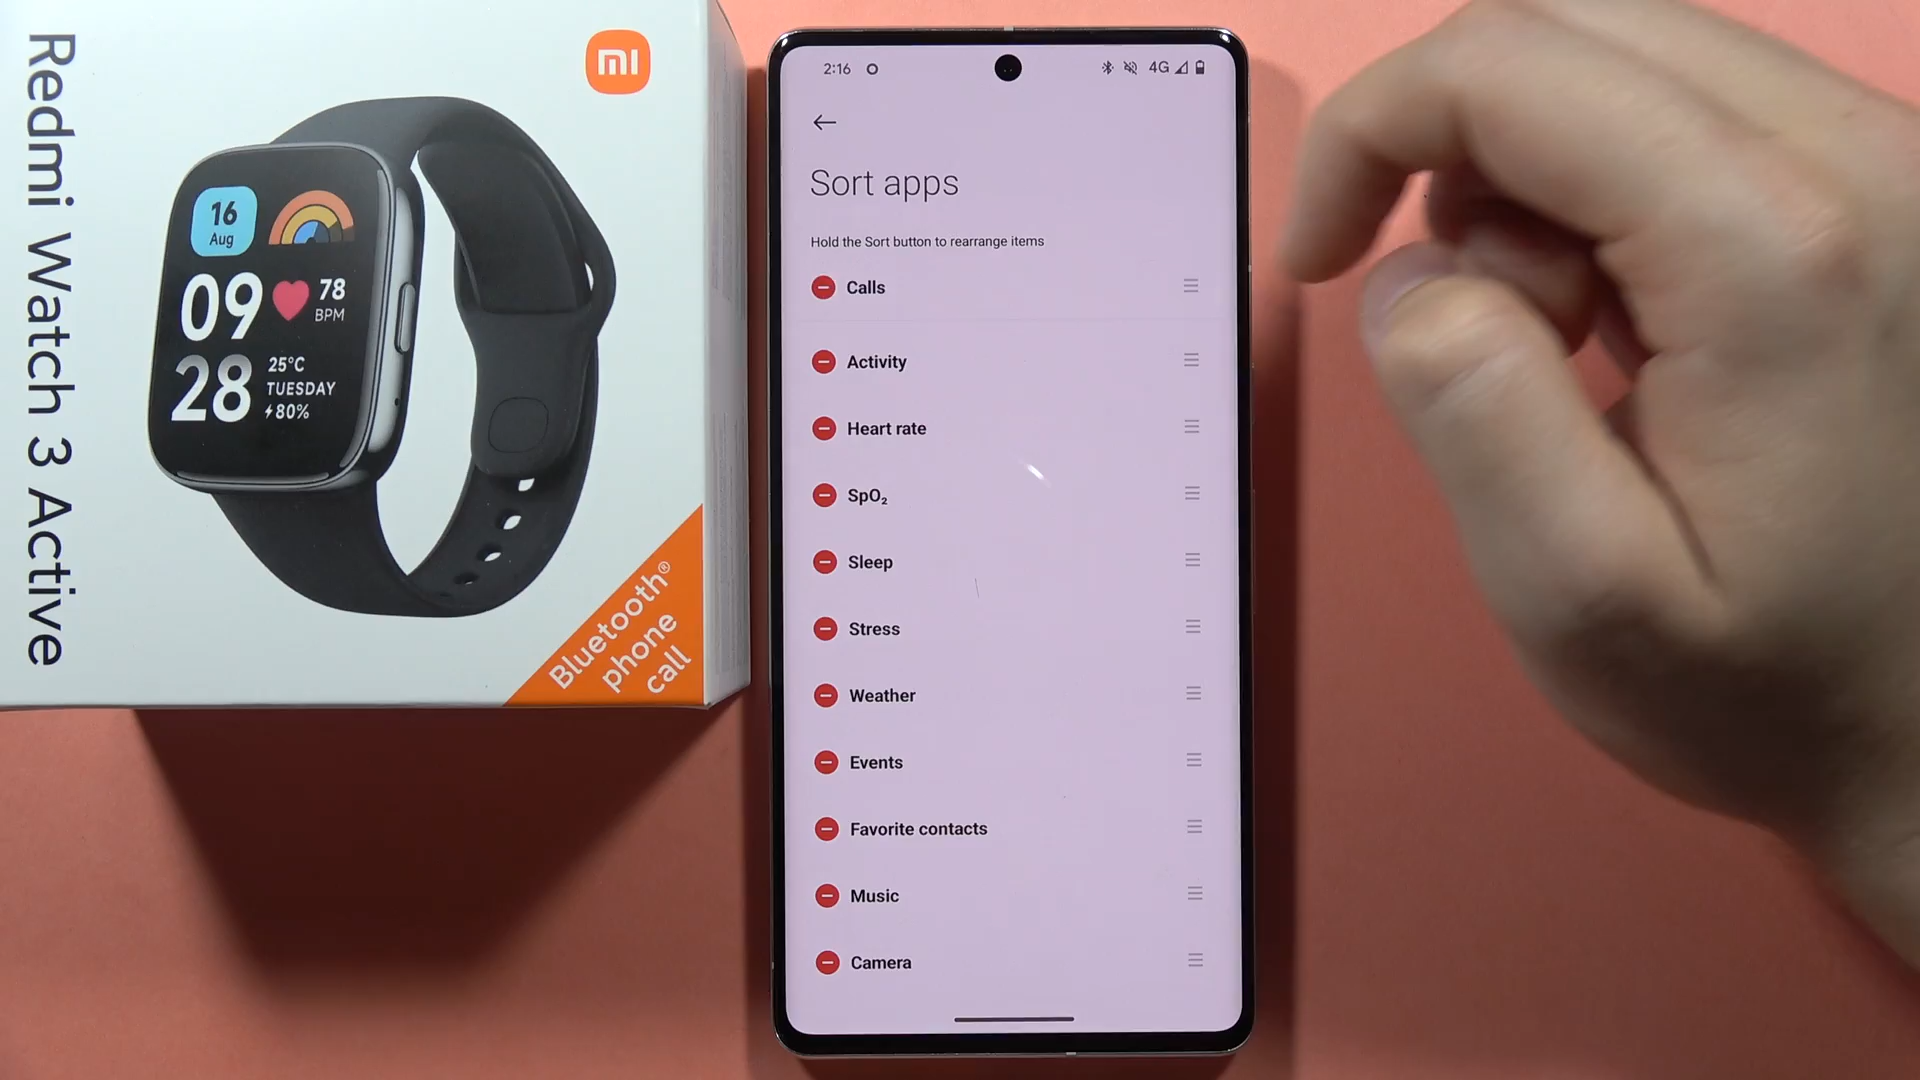 Redmi Watch 3 Active
mi
16
Aug
09
78
BPM
28
25°C
TUESDAY
80%
Bluetooth®
phone
call
2:16
4G
Sort apps
Hold the Sort button to rearrange items
Calls
Activity
Heart rate
SpO₂
Sleep
Stress
Weather
Events
Favorite contacts
Music
Camera